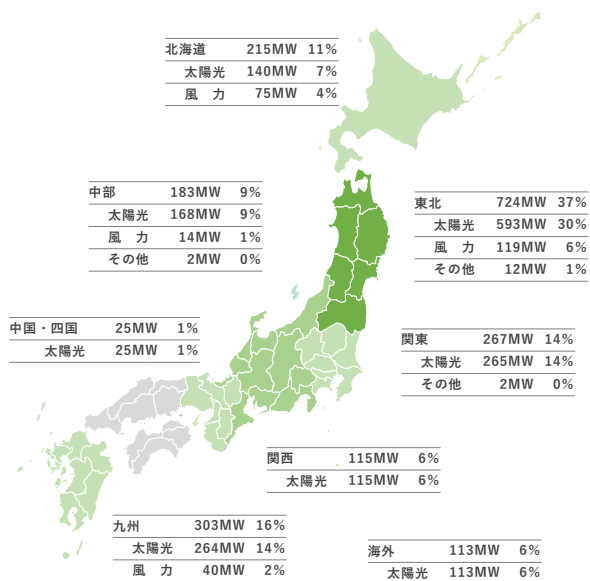 北海道 215MW 11%
太陽光 140MW 7%
風　力 75MW 4%
中部 183MW 9%
太陽光 168MW 9%
風　力 14MW 1%
その他 2MW 0%
東北 724MW 37%
太陽光 593MW 30%
風　力 119MW 6%
その他 12MW 1%
中国・四国 25MW 1%
太陽光 25MW 1%
関東 267MW 14%
太陽光 265MW 14%
その他 2MW 0%
関西 115MW 6%
太陽光 115MW 6%
九州 303MW 16%
太陽光 264MW 14%
風　力 40MW 2%
海外 113MW 6%
太陽光 113MW 6%